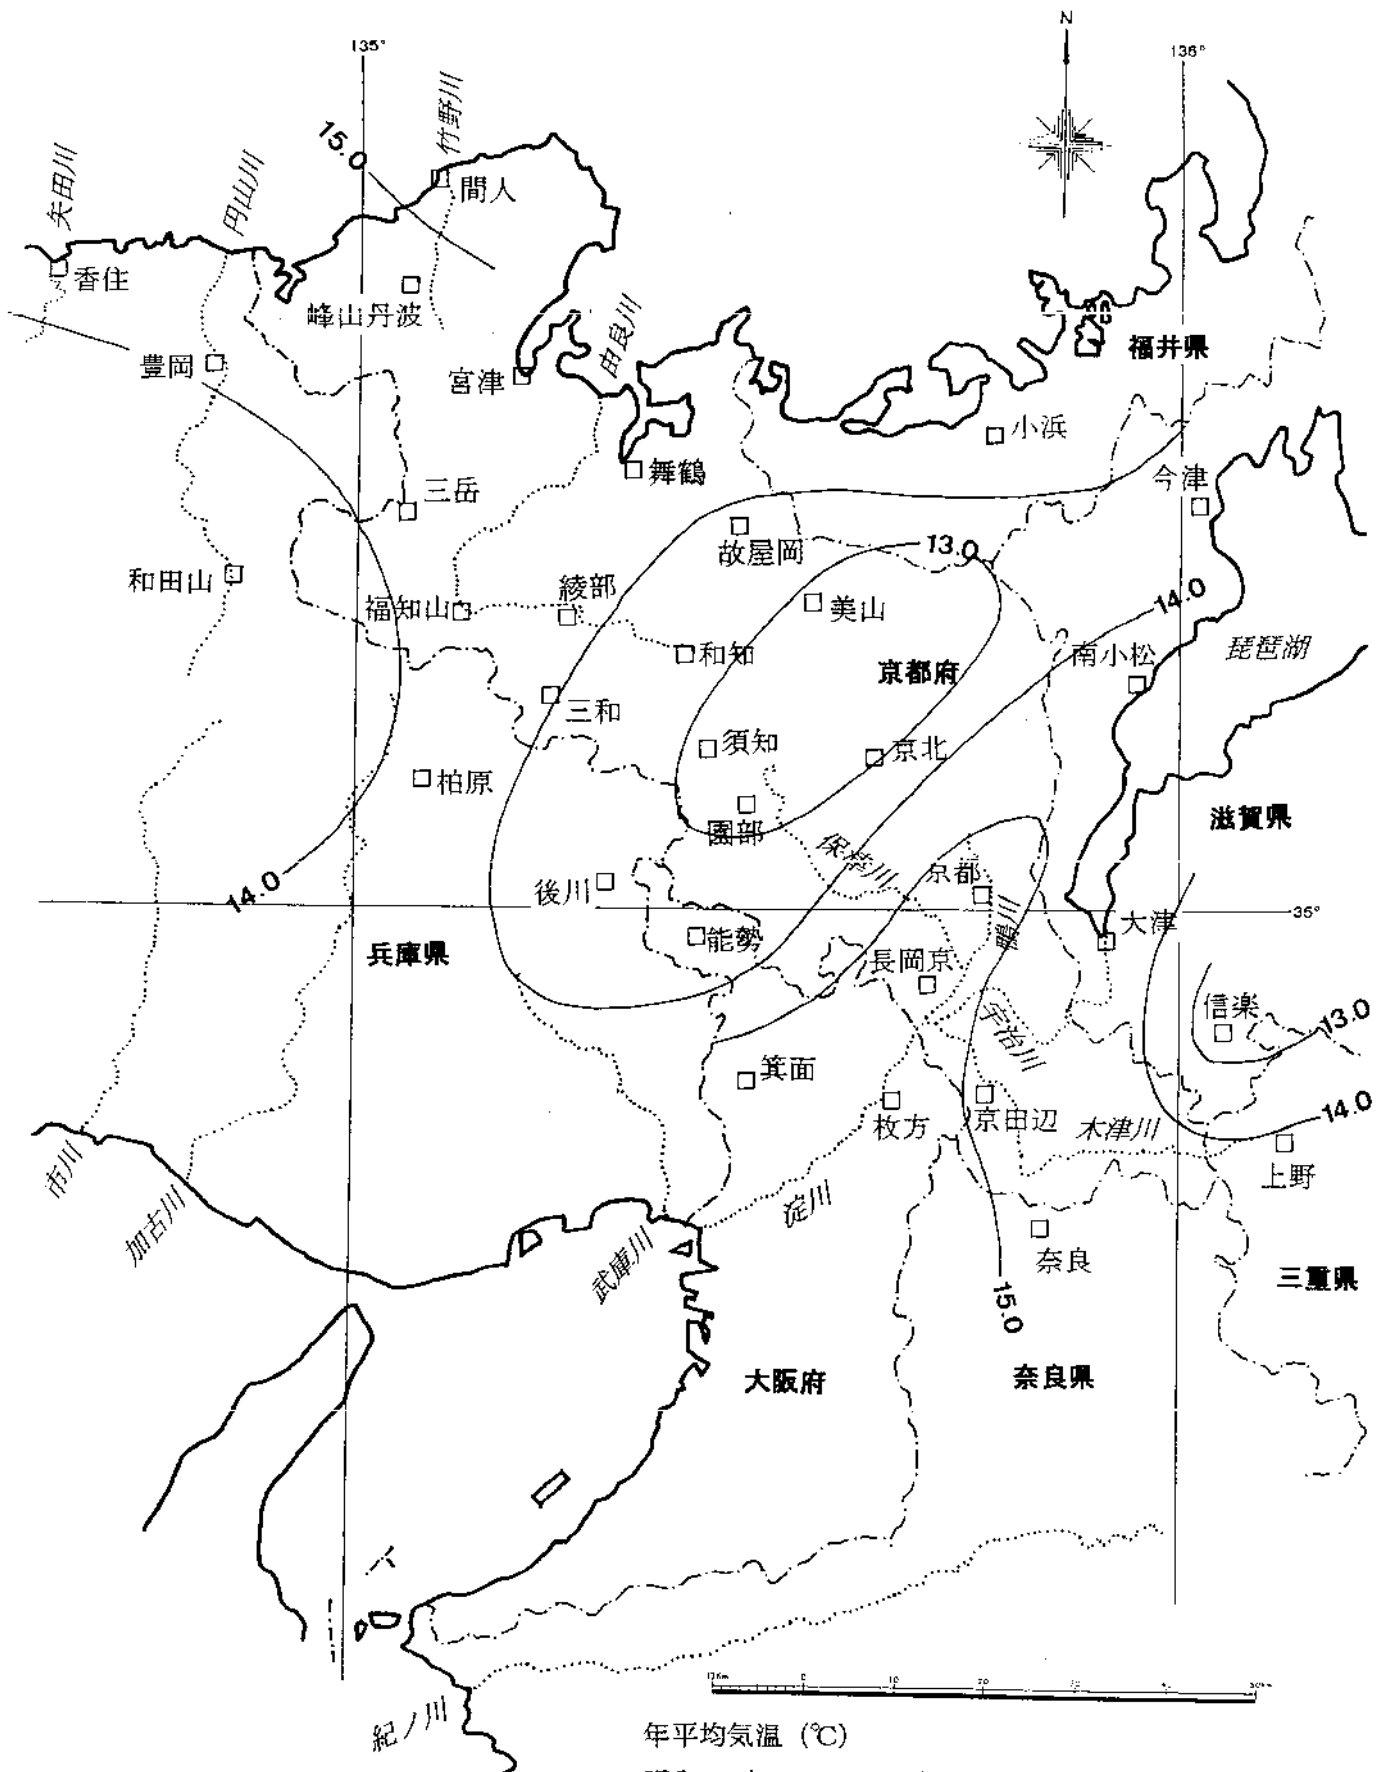 N
135°
136°
15.0
竹野川
矢田川
円山川
間人
香住
峰山丹波
由良川
福井県
豊岡
宮津
小浜
舞鶴
今津
三岳
故屋岡
13.0
和田山
綾部
福知山
美山
14.0
和知
南小松
琵琶湖
京都府
三和
須知
京北
柏原
園部
滋賀県
保津川
京都
14.0
後川
35°
大津
能勢
鴨川
兵庫県
長岡京
信楽
13.0
宇治川
箕面
14.0
枚方
京田辺
木津川
上野
市川
加古川
淀川
武庫川
奈良
三重県
15.0
大阪府
奈良県
紀ノ川
年平均気温 (℃)